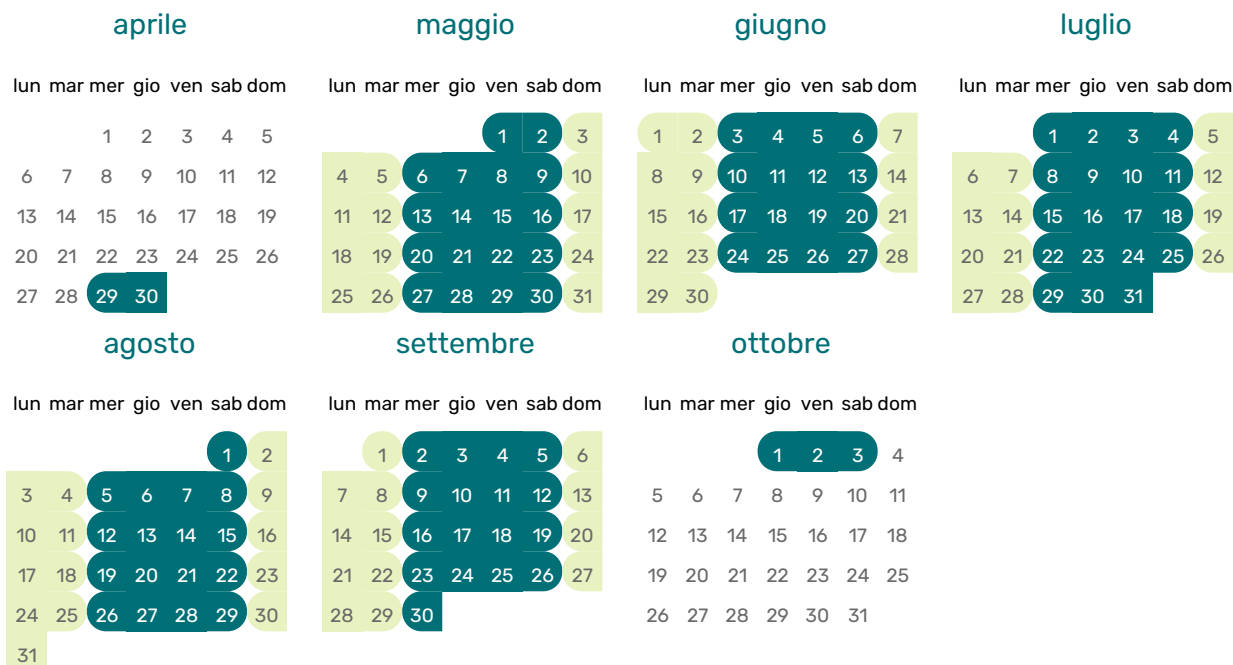 aprile
lun mar mer gio ven sab dom
1 2 3 4 5
6 7 8 9 10 11 12
13 14 15 16 17 18 19
20 21 22 23 24 25 26
27 28 29 30
maggio
lun mar mer gio ven sab dom
1 2 3
4 5 6 7 8 9 10
11 12 13 14 15 16 17
18 19 20 21 22 23 24
25 26 27 28 29 30 31
giugno
lun mar mer gio ven sab dom
1 2 3 4 5 6 7
8 9 10 11 12 13 14
15 16 17 18 19 20 21
22 23 24 25 26 27 28
29 30
luglio
lun mar mer gio ven sab dom
1 2 3 4 5
6 7 8 9 10 11 12
13 14 15 16 17 18 19
20 21 22 23 24 25 26
27 28 29 30 31
agosto
lun mar mer gio ven sab dom
1 2
3 4 5 6 7 8 9
10 11 12 13 14 15 16
17 18 19 20 21 22 23
24 25 26 27 28 29 30
31
settembre
lun mar mer gio ven sab dom
1 2 3 4 5 6
7 8 9 10 11 12 13
14 15 16 17 18 19 20
21 22 23 24 25 26 27
28 29 30
ottobre
lun mar mer gio ven sab dom
1 2 3 4
5 6 7 8 9 10 11
12 13 14 15 16 17 18
19 20 21 22 23 24 25
26 27 28 29 30 31